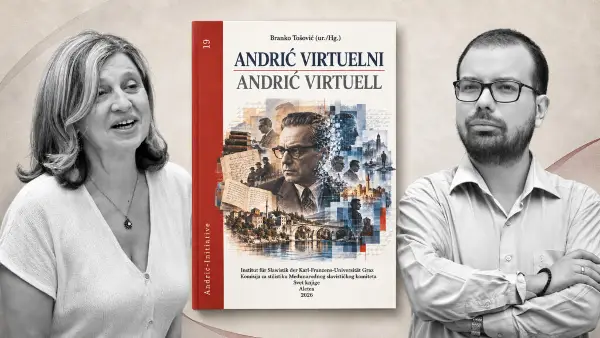 19
Andrić-Initiative
Branko Tošović (ur./Hg.)
ANDRIĆ VIRTUELNI
ANDRIĆ VIRTUELL
Institut für Slawistik der Karl-Franzens-Universität Graz
Komisija za stilistiku Međunarodnog slavističkog komiteta
Svet knjige
Aletea
2026